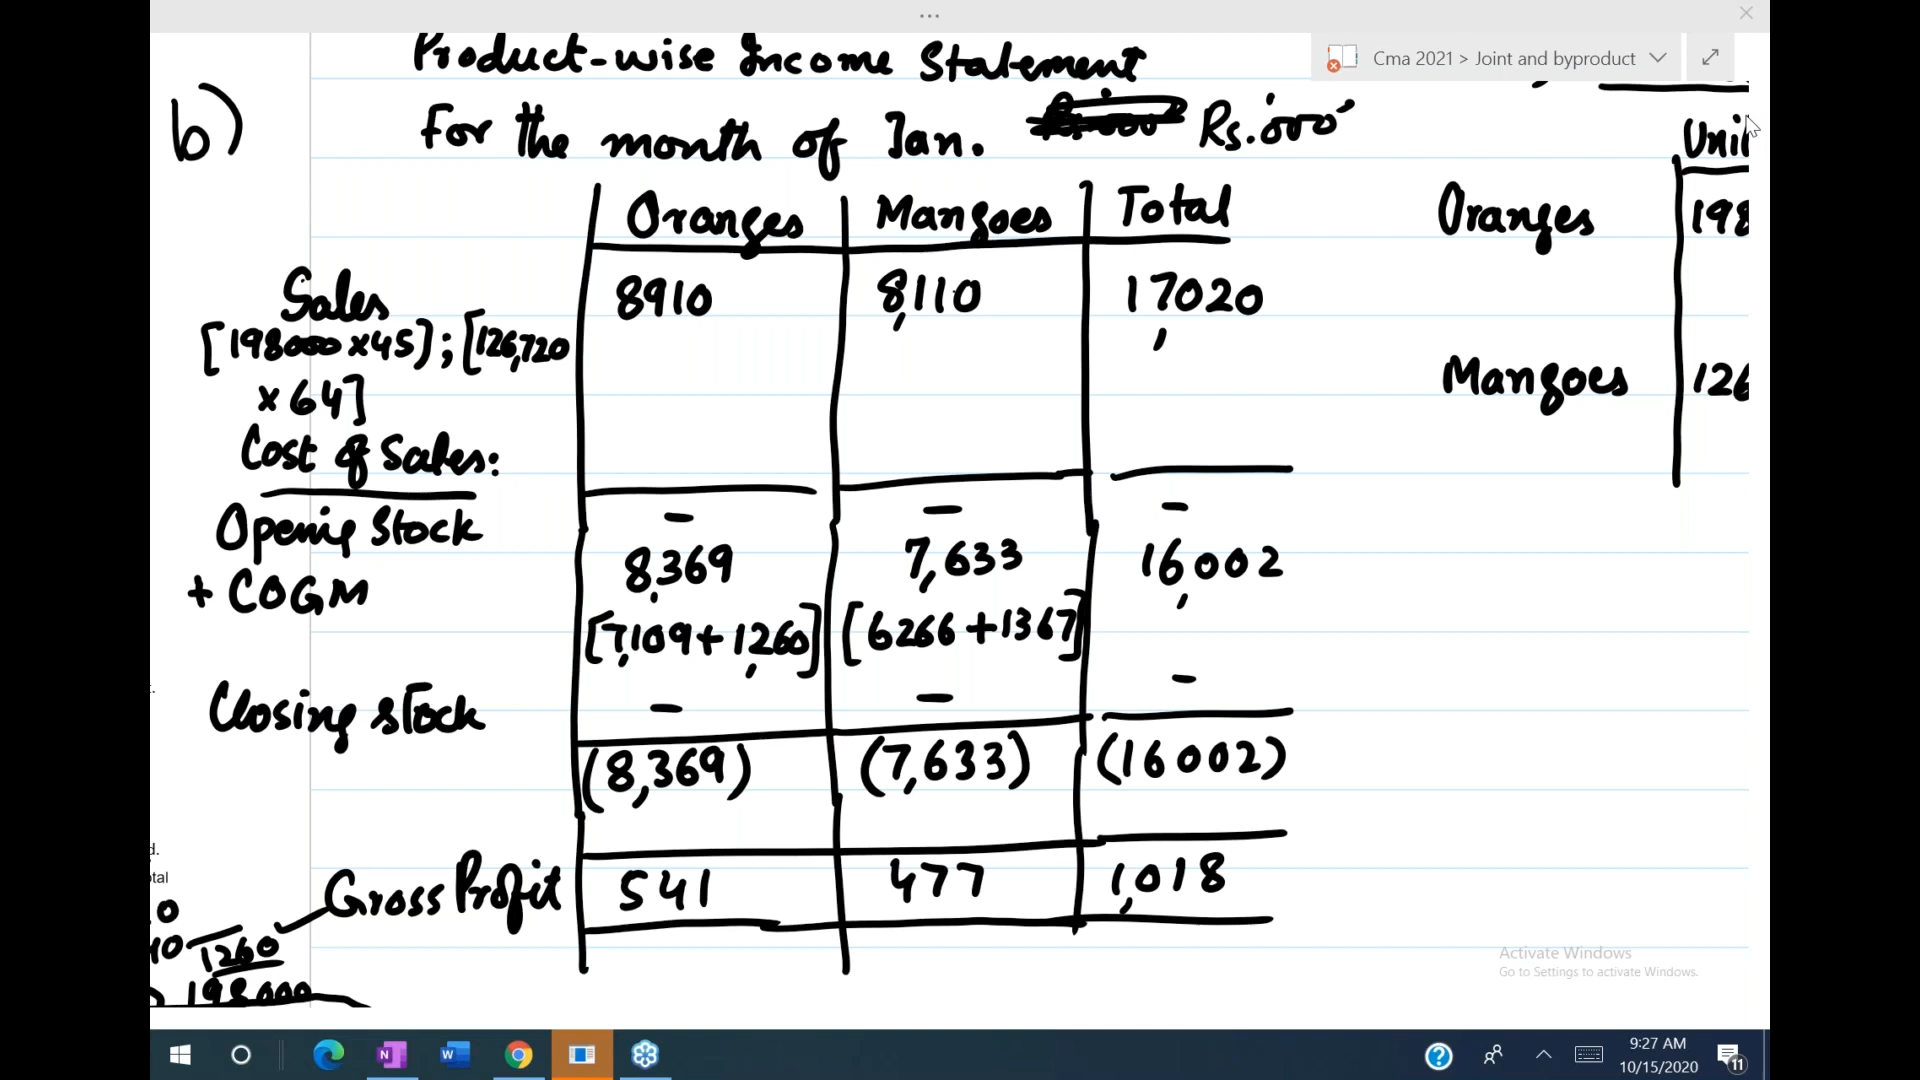 ...
Product-wise Income Statement
Cma 2021 > Joint and byproduct
b)
For the month of Jan. Rs.'000'
Oranges Mangoes Total
Oranges 198
Sales 8910 8,110 17,020
[198000 x 45]; [126,720
x 64]
Mangoes 126
Cost of Sales:
Openig Stock - - -
+ COGM 8,369 7,633 16,002
[7,109 + 1,260] [6266 + 1367]
Closing stock - - -
(8,369) (7,633) (16002)
d.
tal
Gross Profit 541 477 1,018
1260
198000
Activate Windows
Go to Settings to activate Windows.
9:27 AM
10/15/2020
11